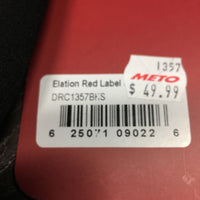 1357
METO
$ 49.99
Elation Red Label
DRC1357BKS
6 25071 09022 6